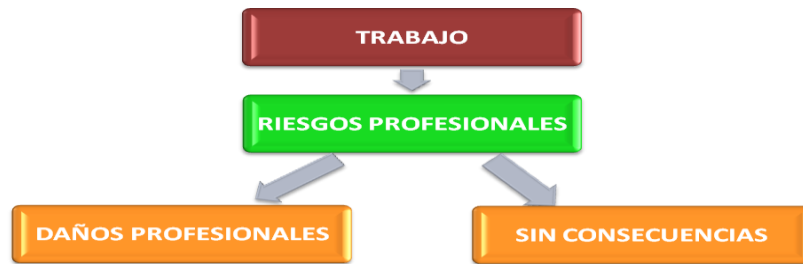 TRABAJO
RIESGOS PROFESIONALES
DAÑOS PROFESIONALES
SIN CONSECUENCIAS